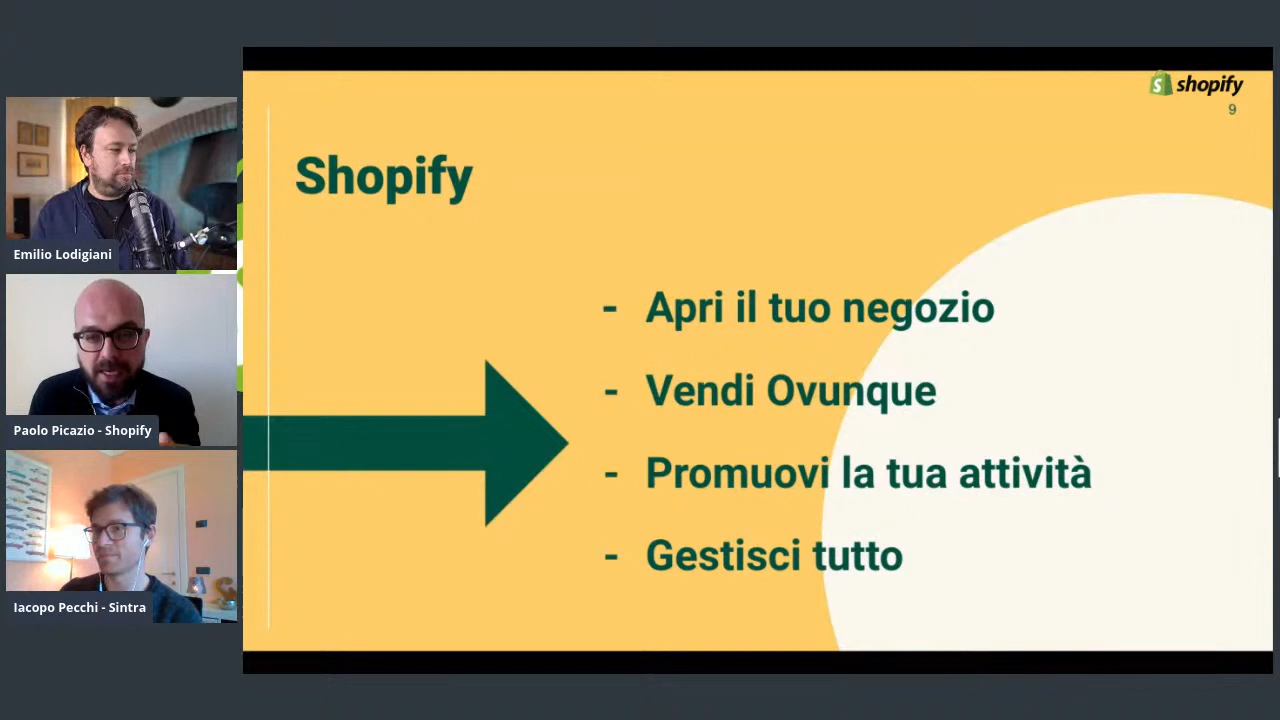 shopify
9
Shopify
- Apri il tuo negozio
- Vendi Ovunque
- Promuovi la tua attività
- Gestisci tutto
Emilio Lodigiani
Paolo Picazio - Shopify
Iacopo Pecchi - Sintra